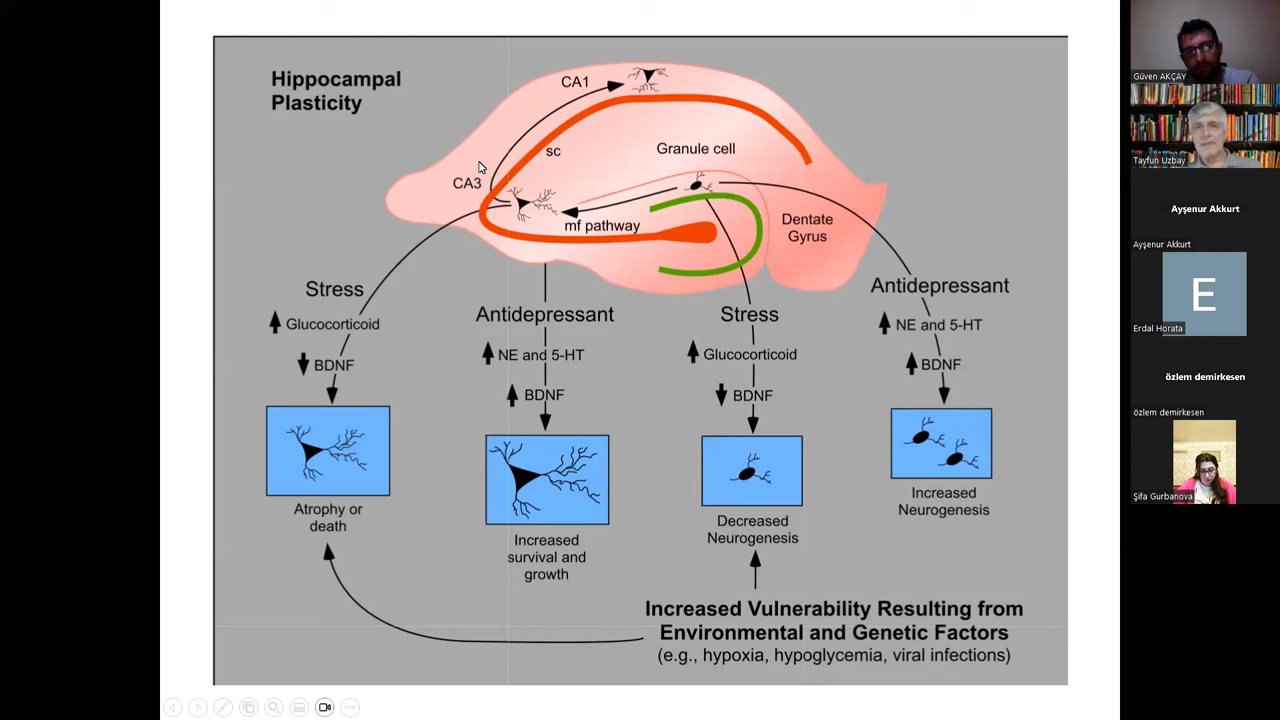 Hippocampal
Plasticity
CA1
sc
Granule cell
CA3
mf pathway
Dentate
Gyrus
Stress
Glucocorticoid
BDNF
Atrophy or
death
Antidepressant
NE and 5-HT
BDNF
Increased
survival and
growth
Stress
Glucocorticoid
BDNF
Decreased
Neurogenesis
Antidepressant
NE and 5-HT
BDNF
Increased
Neurogenesis
Increased Vulnerability Resulting from
Environmental and Genetic Factors
(e.g., hypoxia, hypoglycemia, viral infections)
Güven AKÇAY
Tayfun Uzbay
Ayşenur Akkurt
Ayşenur Akkurt
E
Erdal Horata
özlem demirkesen
özlem demirkesen
Şifa Gurbanova